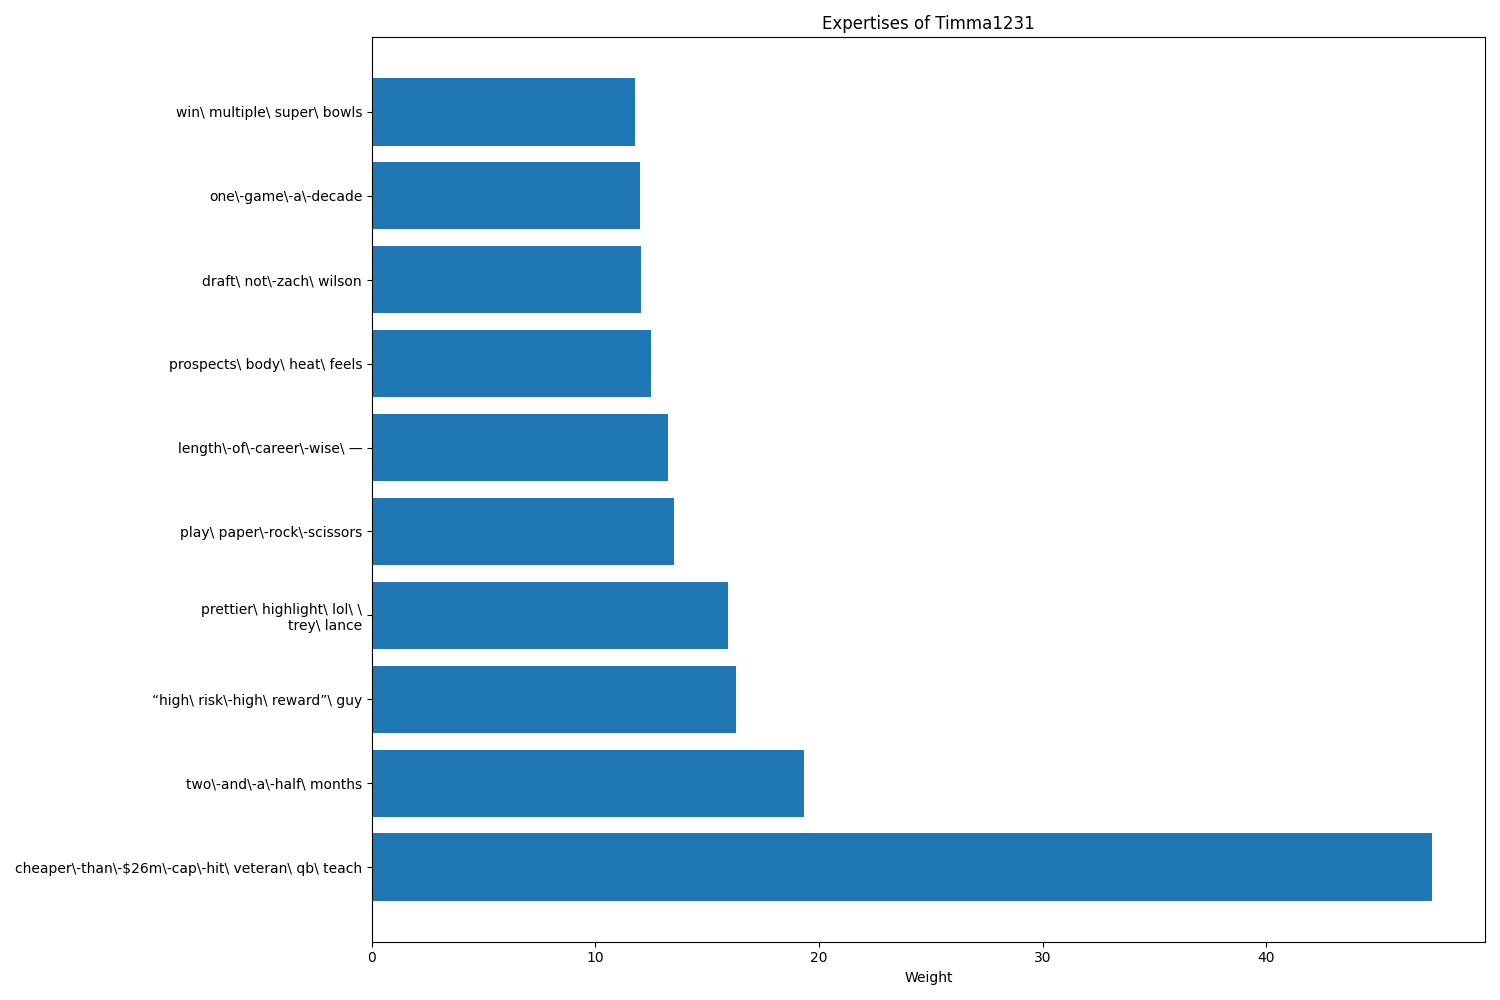 Expertises of Timma1231
win\ multiple\ super\ bowls
one\-game\-a\-decade
draft\ not\-zach\ wilson
prospects\ body\ heat\ feels
length\-of\-career\-wise\ —
play\ paper\-rock\-scissors
prettier\ highlight\ lol\ \
trey\ lance
“high\ risk\-high\ reward”\ guy
two\-and\-a\-half\ months
cheaper\-than\-$26m\-cap\-hit\ veteran\ qb\ teach
0 10 20 30 40
Weight